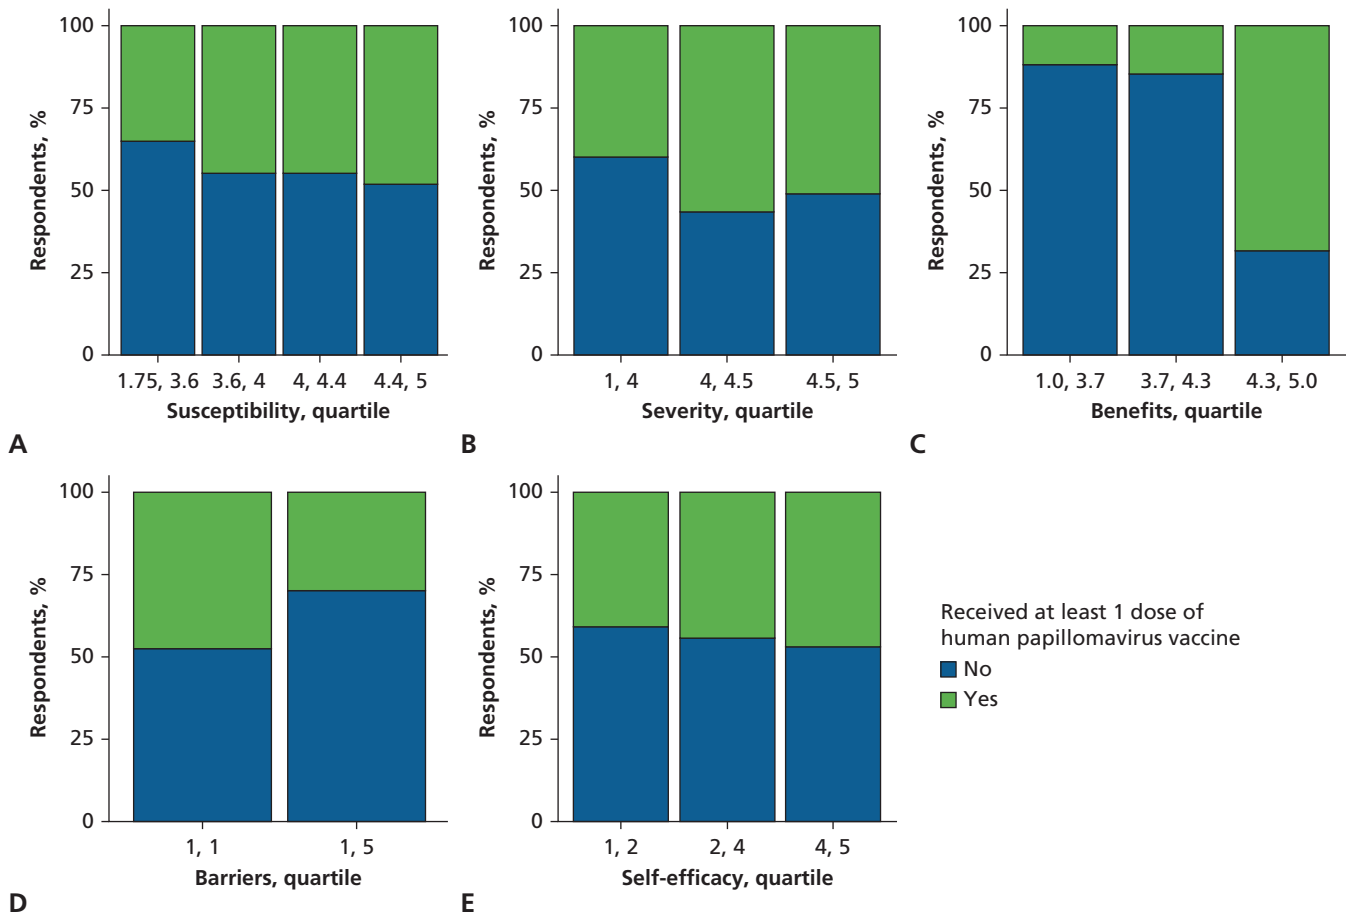 100
75
50
25
0
Respondents, %
1.75, 3.6 3.6, 4 4, 4.4 4.4, 5
Susceptibility, quartile
A
100
75
50
25
0
Respondents, %
1, 4 4, 4.5 4.5, 5
Severity, quartile
B
100
75
50
25
0
Respondents, %
1.0, 3.7 3.7, 4.3 4.3, 5.0
Benefits, quartile
C
100
75
50
25
0
Respondents, %
1, 1 1, 5
Barriers, quartile
D
100
75
50
25
0
Respondents, %
1, 2 2, 4 4, 5
Self-efficacy, quartile
E
Received at least 1 dose of
human papillomavirus vaccine
No
Yes